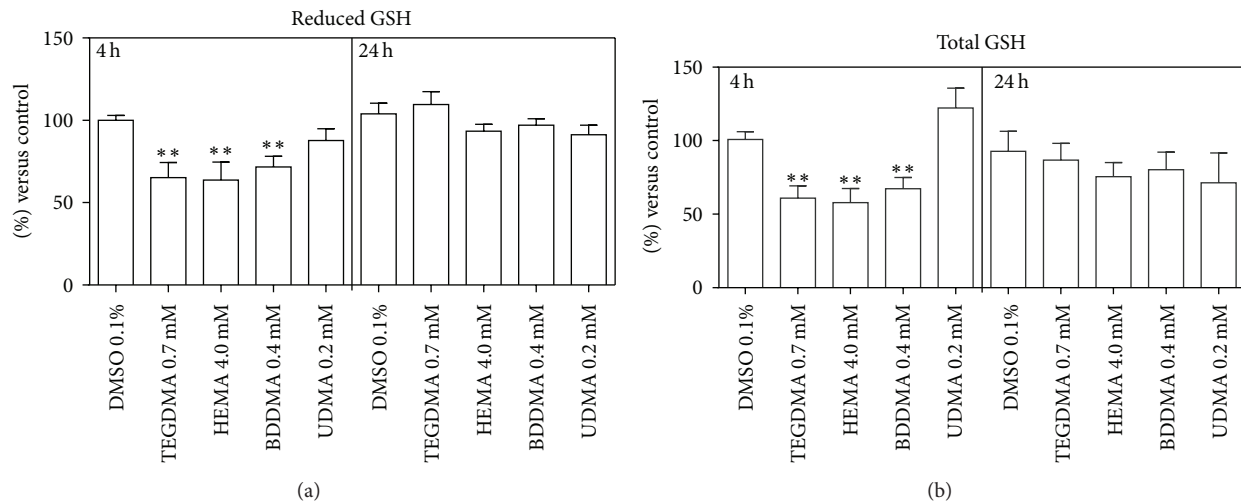 Reduced GSH
4 h
24 h
150
100
50
0
(%) versus control
** ** **
DMSO 0.1%
TEGDMA 0.7 mM
HEMA 4.0 mM
BDDMA 0.4 mM
UDMA 0.2 mM
DMSO 0.1%
TEGDMA 0.7 mM
HEMA 4.0 mM
BDDMA 0.4 mM
UDMA 0.2 mM
(a)
Total GSH
4 h
24 h
150
100
50
0
(%) versus control
** ** **
DMSO 0.1%
TEGDMA 0.7 mM
HEMA 4.0 mM
BDDMA 0.4 mM
UDMA 0.2 mM
DMSO 0.1%
TEGDMA 0.7 mM
HEMA 4.0 mM
BDDMA 0.4 mM
UDMA 0.2 mM
(b)